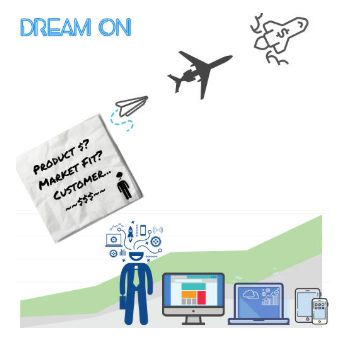 DREAM ON
PRODUCT $?
MARKET FIT?
CUSTOMER...
~~$$$~~